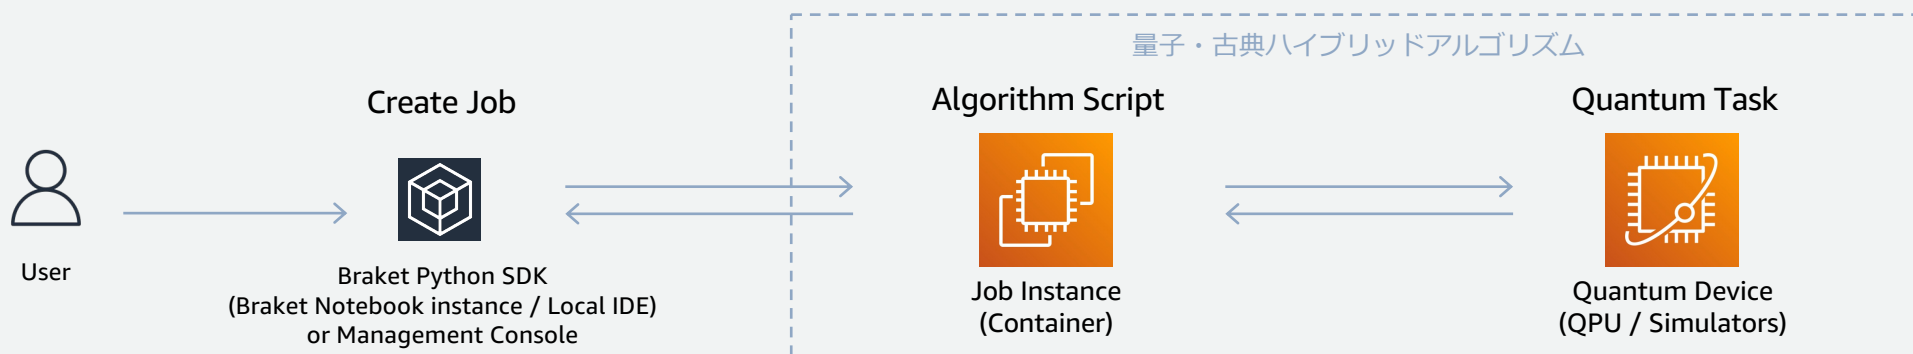 量子・古典ハイブリッドアルゴリズム
Create Job
Algorithm Script
Quantum Task
User
Braket Python SDK
(Braket Notebook instance / Local IDE)
or Management Console
Job Instance
(Container)
Quantum Device
(QPU / Simulators)